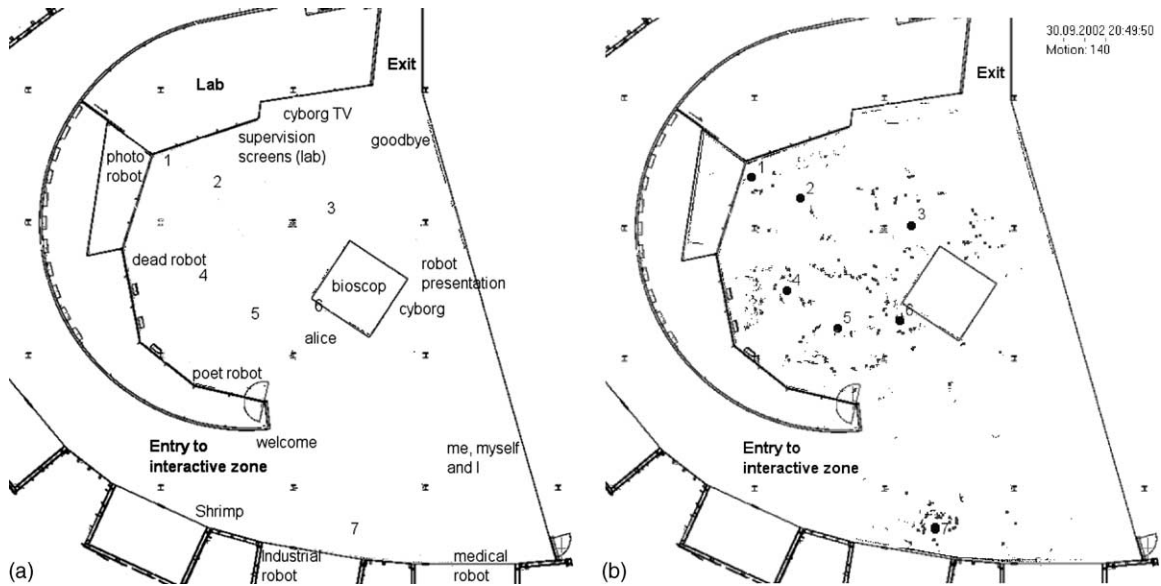 Exit
Lab
cyborg TV
supervision
screens (lab)
goodbye
photo
robot
1
2
3
dead robot
4
robot
presentation
bioscop
5
6
cyborg
alice
poet robot
welcome
me, myself
and I
Entry to
interactive zone
Shrimp
7
Industrial
robot
medical
robot
(a)
30.09.2002 20:49:50
Motion: 140
Exit
1
2
3
4
5
6
Entry to
interactive zone
7
(b)